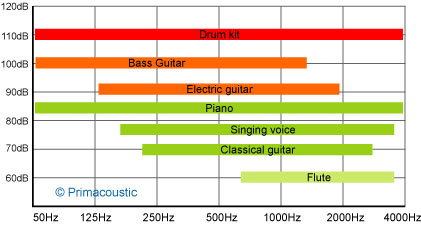 120dB
110dB
Drum kit
100dB
Bass Guitar
90dB
Electric guitar
Piano
80dB
Singing voice
70dB
Classical guitar
60dB
Flute
© Primacoustic
50Hz 125Hz 250Hz 500Hz 1000Hz 2000Hz 4000Hz